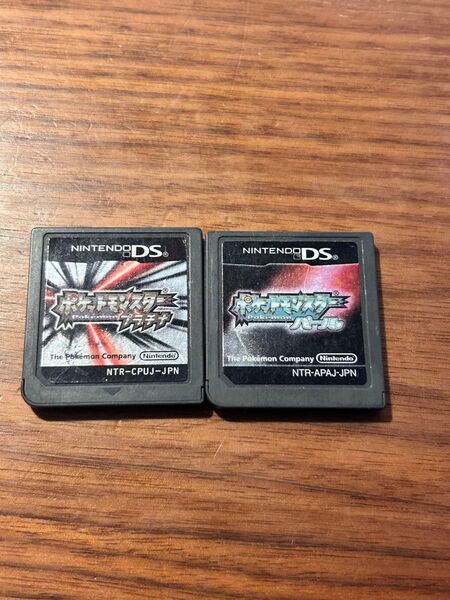 NINTENDO DS
ポケットモンスター
Pokémon
プラチナ
The Pokémon Company Nintendo
NTR-CPUJ-JPN
NINTENDO DS
ポケットモンスター
Pokémon
パール
The Pokémon Company Nintendo
NTR-APAJ-JPN